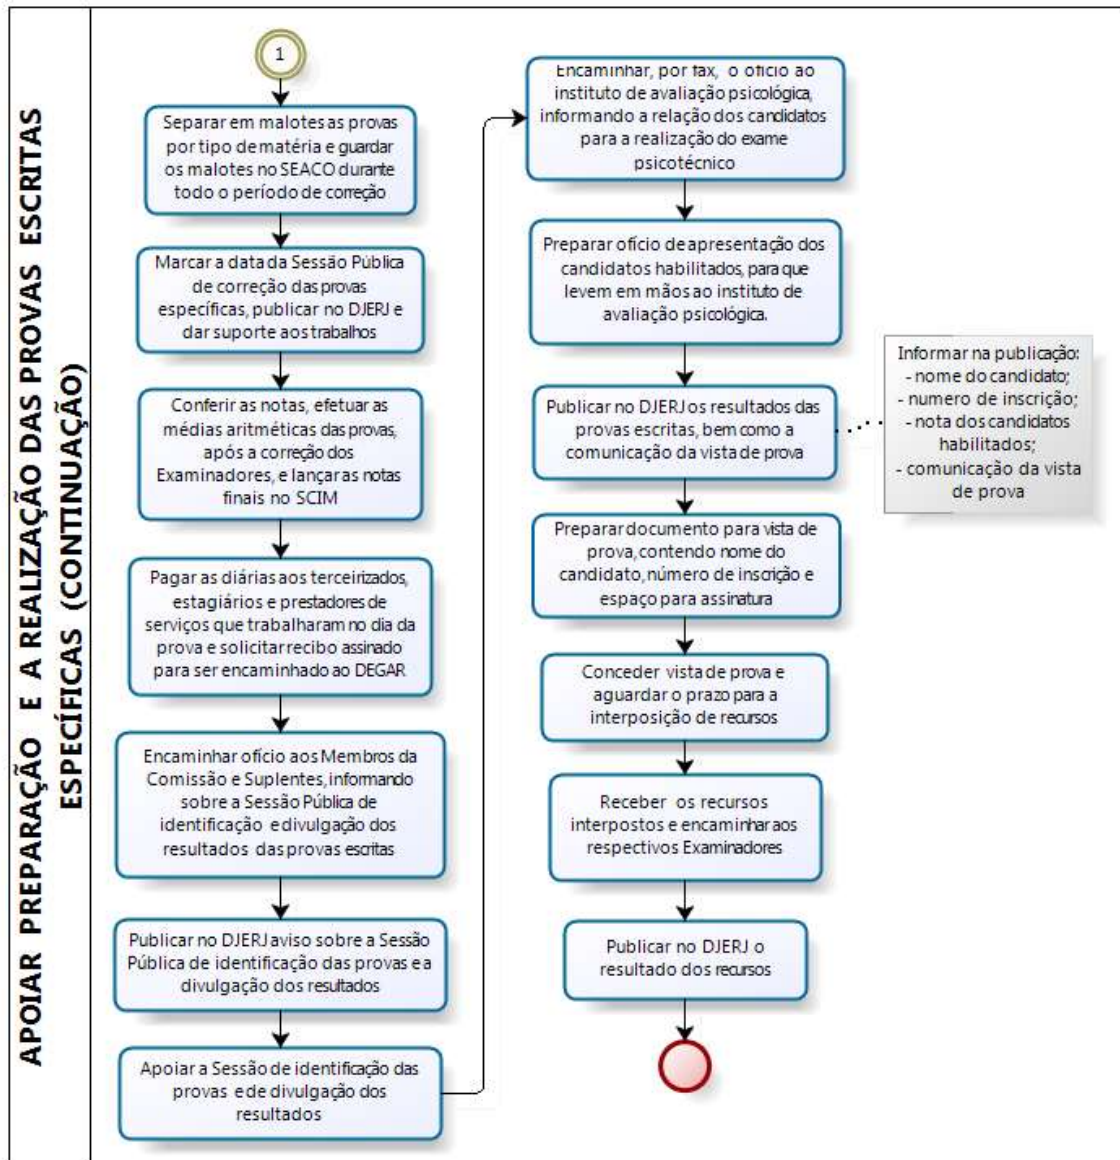 APOIAR PREPARAÇÃO E A REALIZAÇÃO DAS PROVAS ESCRITAS
ESPECÍFICAS (CONTINUAÇÃO)
1
Separar em malotes as provas
por tipo de matéria e guardar
os malotes no SEACO durante
todo o período de correção
Marcar a data da Sessão Pública
de correção das provas
específicas, publicar no DJERJ e
dar suporte aos trabalhos
Conferir as notas, efetuar as
médias aritméticas das provas,
após a correção dos
Examinadores, e lançar as notas
finais no SCIM
Pagar as diárias aos terceirizados,
estagiários e prestadores de
serviços que trabalharam no dia da
prova e solicitar recibo assinado
para ser encaminhado ao DEGAR
Encaminhar ofício aos Membros da
Comissão e Suplentes, informando
sobre a Sessão Pública de
identificação e divulgação dos
resultados das provas escritas
Publicar no DJERJ aviso sobre a Sessão
Pública de identificação das provas e a
divulgação dos resultados
Apoiar a Sessão de identificação das
provas e de divulgação dos
resultados
Encaminhar, por fax, o ofício ao
instituto de avaliação psicológica,
informando a relação dos candidatos
para a realização do exame
psicotécnico
Preparar ofício de apresentação dos
candidatos habilitados, para que
levem em mãos ao instituto de
avaliação psicológica.
Publicar no DJERJ os resultados das
provas escritas, bem como a
comunicação da vista de prova
Informar na publicação:
- nome do candidato;
- numero de inscrição;
- nota dos candidatos
habilitados;
- comunicação da vista
de prova
Preparar documento para vista de
prova, contendo nome do
candidato, número de inscrição e
espaço para assinatura
Conceder vista de prova e
aguardar o prazo para a
interposição de recursos
Receber os recursos
interpostos e encaminhar aos
respectivos Examinadores
Publicar no DJERJ o
resultado dos recursos